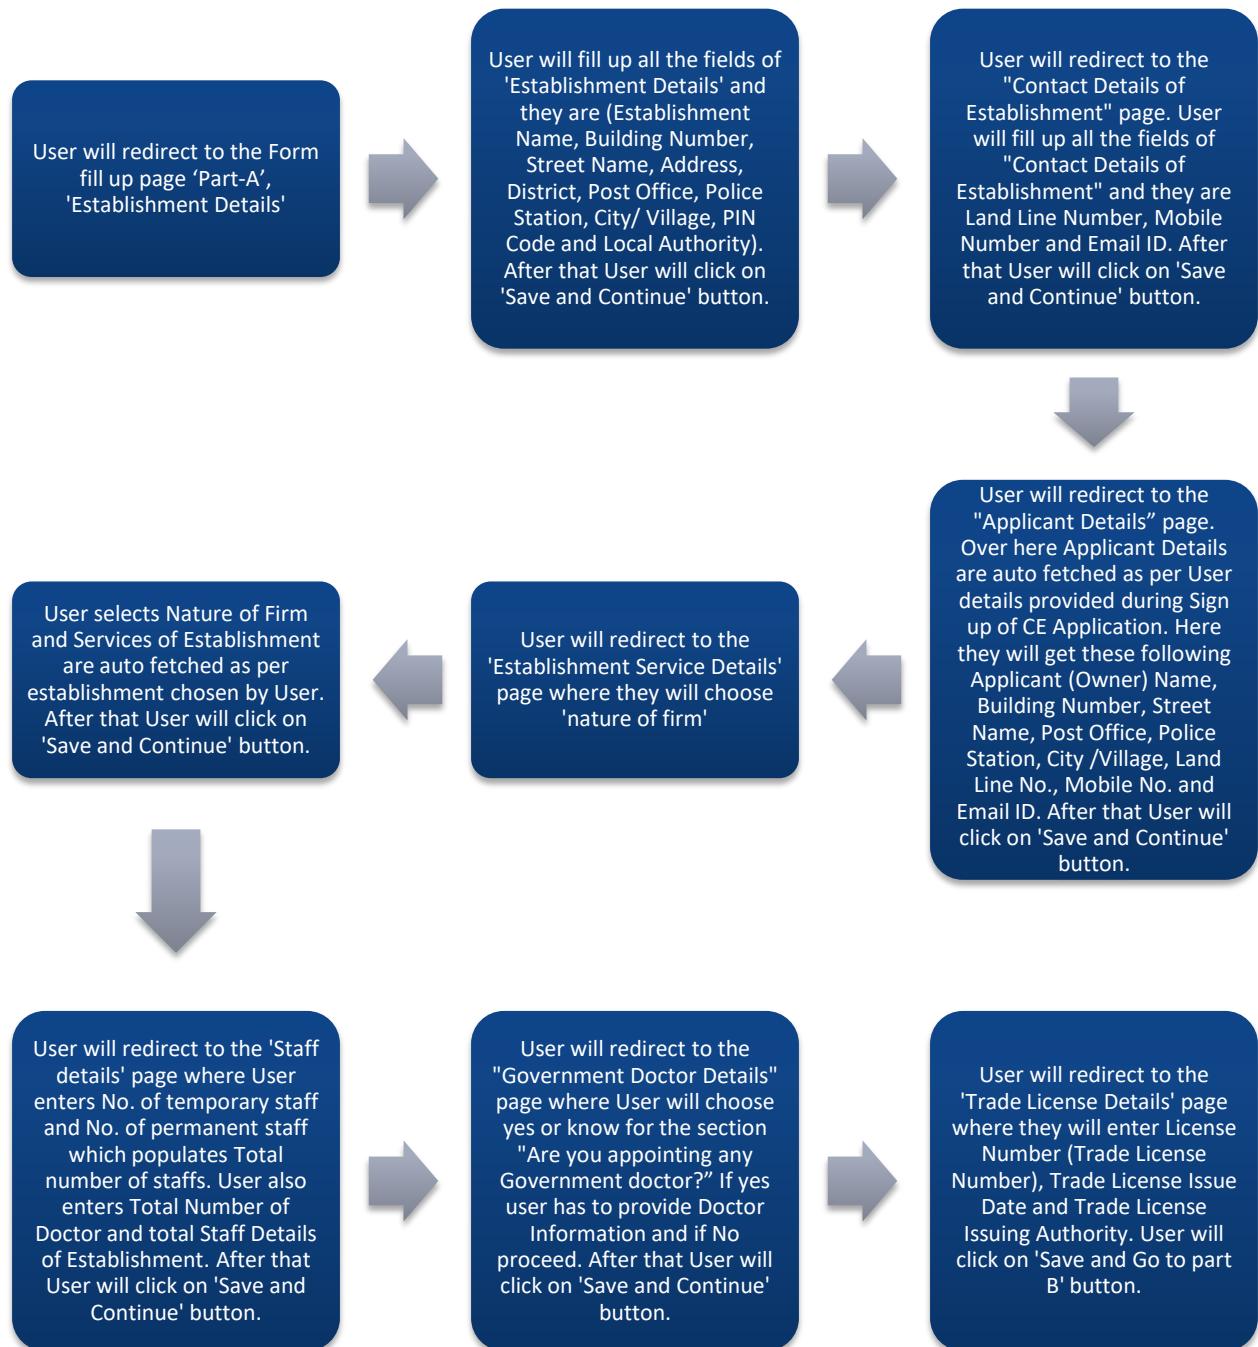 User will redirect to the Form
fill up page ‘Part-A’,
'Establishment Details'
User will fill up all the fields of
'Establishment Details' and
they are (Establishment
Name, Building Number,
Street Name, Address,
District, Post Office, Police
Station, City/ Village, PIN
Code and Local Authority).
After that User will click on
'Save and Continue' button.
User will redirect to the
"Contact Details of
Establishment" page. User
will fill up all the fields of
"Contact Details of
Establishment" and they are
Land Line Number, Mobile
Number and Email ID. After
that User will click on 'Save
and Continue' button.
User will redirect to the
"Applicant Details” page.
Over here Applicant Details
are auto fetched as per User
details provided during Sign
up of CE Application. Here
they will get these following
Applicant (Owner) Name,
Building Number, Street
Name, Post Office, Police
Station, City /Village, Land
Line No., Mobile No. and
Email ID. After that User will
click on 'Save and Continue'
button.
User will redirect to the
'Establishment Service Details'
page where they will choose
'nature of firm'
User selects Nature of Firm
and Services of Establishment
are auto fetched as per
establishment chosen by User.
After that User will click on
'Save and Continue' button.
User will redirect to the 'Staff
details' page where User
enters No. of temporary staff
and No. of permanent staff
which populates Total
number of staffs. User also
enters Total Number of
Doctor and total Staff Details
of Establishment. After that
User will click on 'Save and
Continue' button.
User will redirect to the
"Government Doctor Details"
page where User will choose
yes or know for the section
"Are you appointing any
Government doctor?” If yes
user has to provide Doctor
Information and if No
proceed. After that User will
click on 'Save and Continue'
button.
User will redirect to the
'Trade License Details' page
where they will enter License
Number (Trade License
Number), Trade License Issue
Date and Trade License
Issuing Authority. User will
click on 'Save and Go to part
B' button.